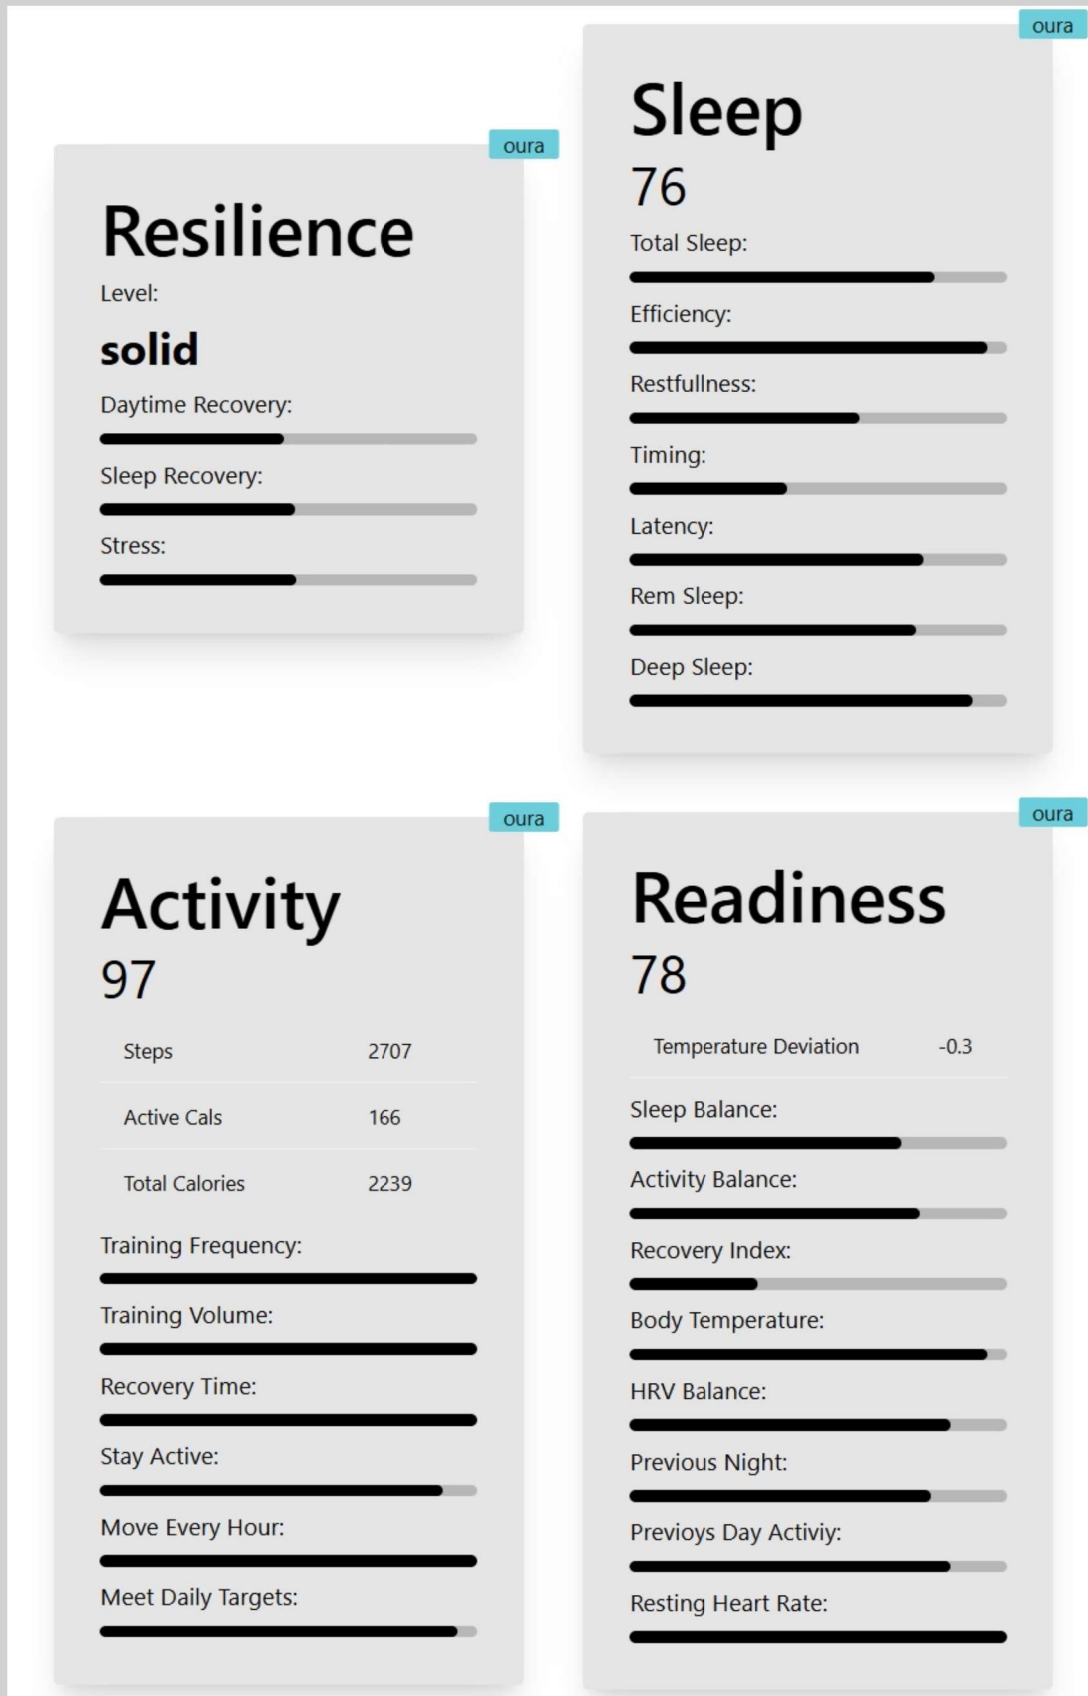 oura
Resilience
Level:
solid
Daytime Recovery:
Sleep Recovery:
Stress:
oura
Sleep
76
Total Sleep:
Efficiency:
Restfullness:
Timing:
Latency:
Rem Sleep:
Deep Sleep:
oura
Activity
97
Steps 2707
Active Cals 166
Total Calories 2239
Training Frequency:
Training Volume:
Recovery Time:
Stay Active:
Move Every Hour:
Meet Daily Targets:
oura
Readiness
78
Temperature Deviation -0.3
Sleep Balance:
Activity Balance:
Recovery Index:
Body Temperature:
HRV Balance:
Previous Night:
Previoys Day Activiy:
Resting Heart Rate: